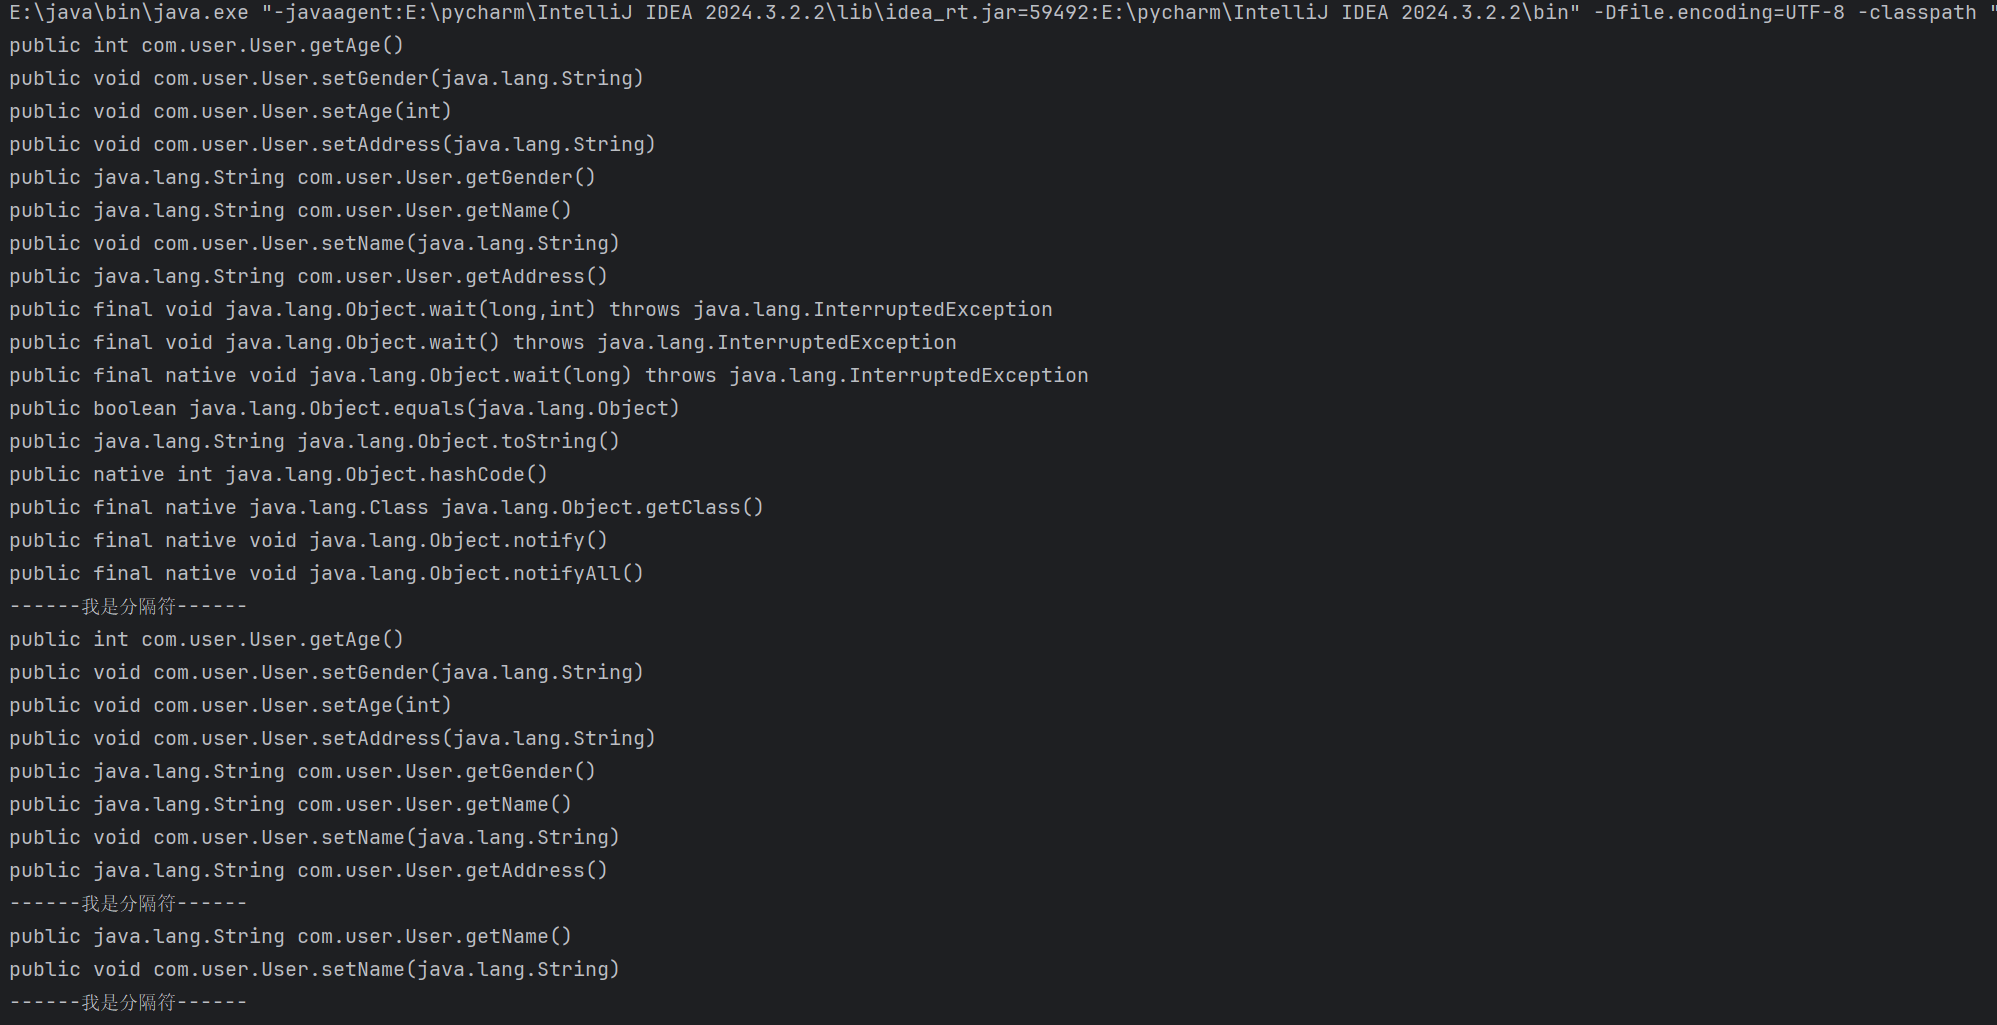 E:\java\bin\java.exe "-javaagent:E:\pycharm\IntelliJ IDEA 2024.3.2.2\lib\idea_rt.jar=59492:E:\pycharm\IntelliJ IDEA 2024.3.2.2\bin" -Dfile.encoding=UTF-8 -classpath "
public int com.user.User.getAge()
public void com.user.User.setGender(java.lang.String)
public void com.user.User.setAge(int)
public void com.user.User.setAddress(java.lang.String)
public java.lang.String com.user.User.getGender()
public java.lang.String com.user.User.getName()
public void com.user.User.setName(java.lang.String)
public java.lang.String com.user.User.getAddress()
public final void java.lang.Object.wait(long,int) throws java.lang.InterruptedException
public final void java.lang.Object.wait() throws java.lang.InterruptedException
public final native void java.lang.Object.wait(long) throws java.lang.InterruptedException
public boolean java.lang.Object.equals(java.lang.Object)
public java.lang.String java.lang.Object.toString()
public native int java.lang.Object.hashCode()
public final native java.lang.Class java.lang.Object.getClass()
public final native void java.lang.Object.notify()
public final native void java.lang.Object.notifyAll()
------我是分隔符------
public int com.user.User.getAge()
public void com.user.User.setGender(java.lang.String)
public void com.user.User.setAge(int)
public void com.user.User.setAddress(java.lang.String)
public java.lang.String com.user.User.getGender()
public java.lang.String com.user.User.getName()
public void com.user.User.setName(java.lang.String)
public java.lang.String com.user.User.getAddress()
------我是分隔符------
public java.lang.String com.user.User.getName()
public void com.user.User.setName(java.lang.String)
------我是分隔符------